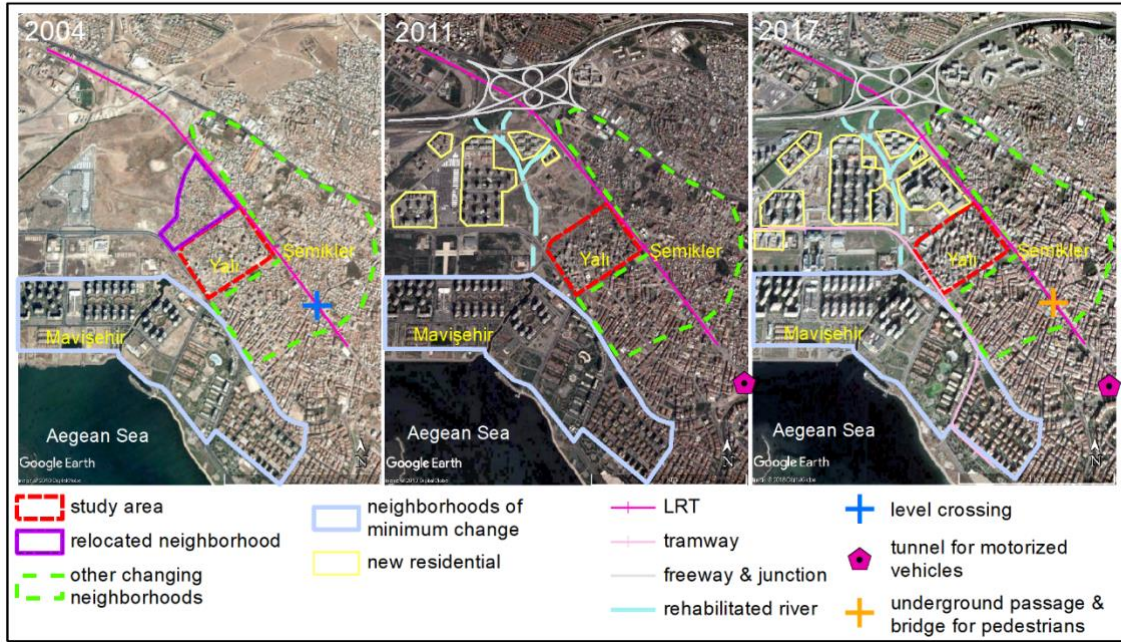 2004
2011
2017
Şemikler
Yalı
Mavişehir
Aegean Sea
Google Earth
N
Şemikler
Yalı
Mavişehir
Aegean Sea
Google Earth
N
Şemikler
Yalı
Mavişehir
Aegean Sea
Google Earth
N
study area
relocated neighborhood
other changing
neighborhoods
neighborhoods of
minimum change
new residential
LRT
tramway
freeway & junction
rehabilitated river
level crossing
tunnel for motorized
vehicles
underground passage &
bridge for pedestrians